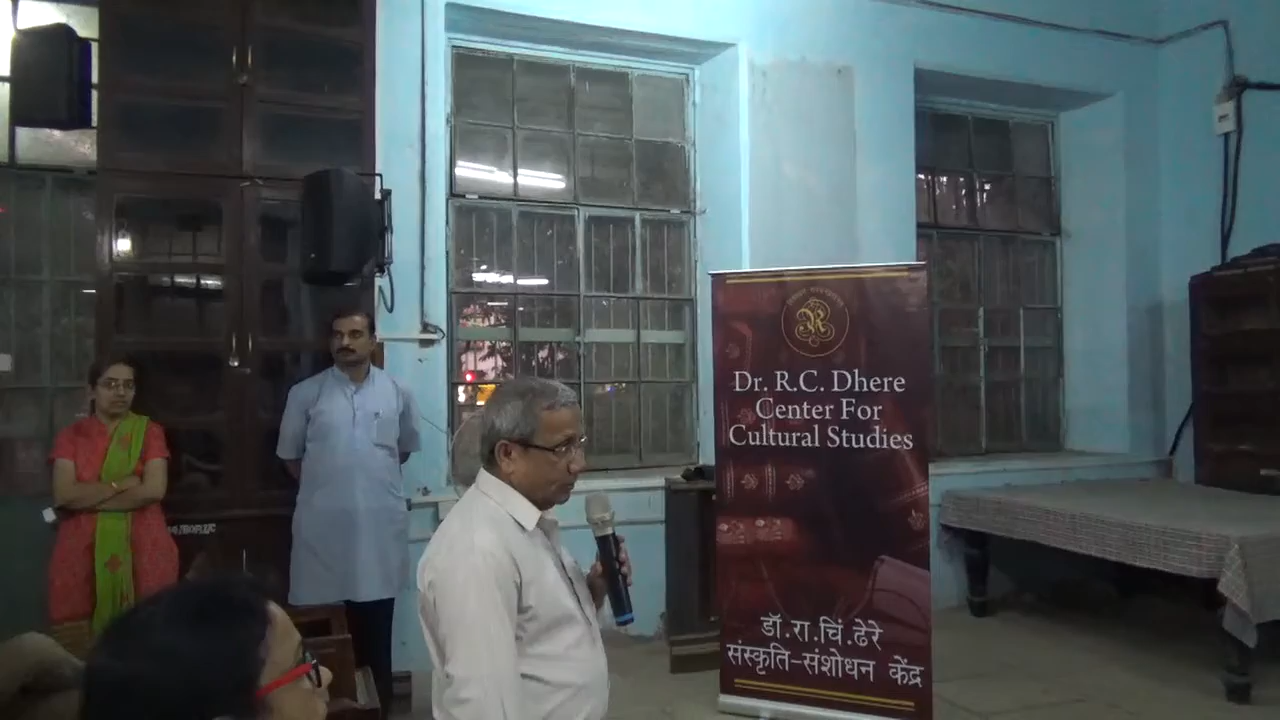 Dr. R.C. Dhere
Center For
Cultural Studies
डॉ.रा.चिं.ढेरे
संस्कृति-संशोधन केंद्र